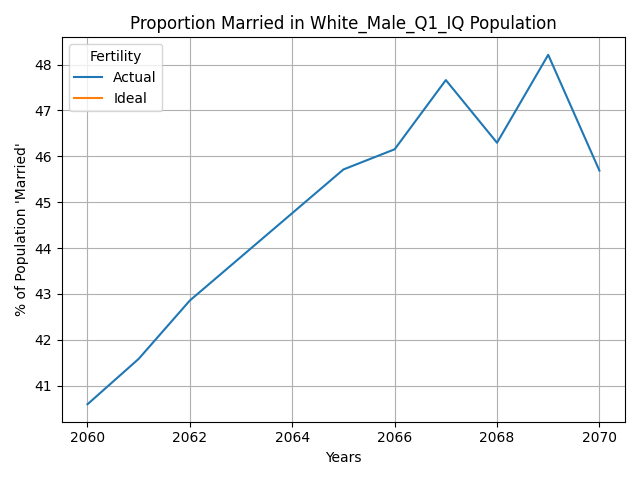 Proportion Married in White_Male_Q1_IQ Population
Fertility
Actual
Ideal
% of Population 'Married'
48
47
46
45
44
43
42
41
2060 2062 2064 2066 2068 2070
Years